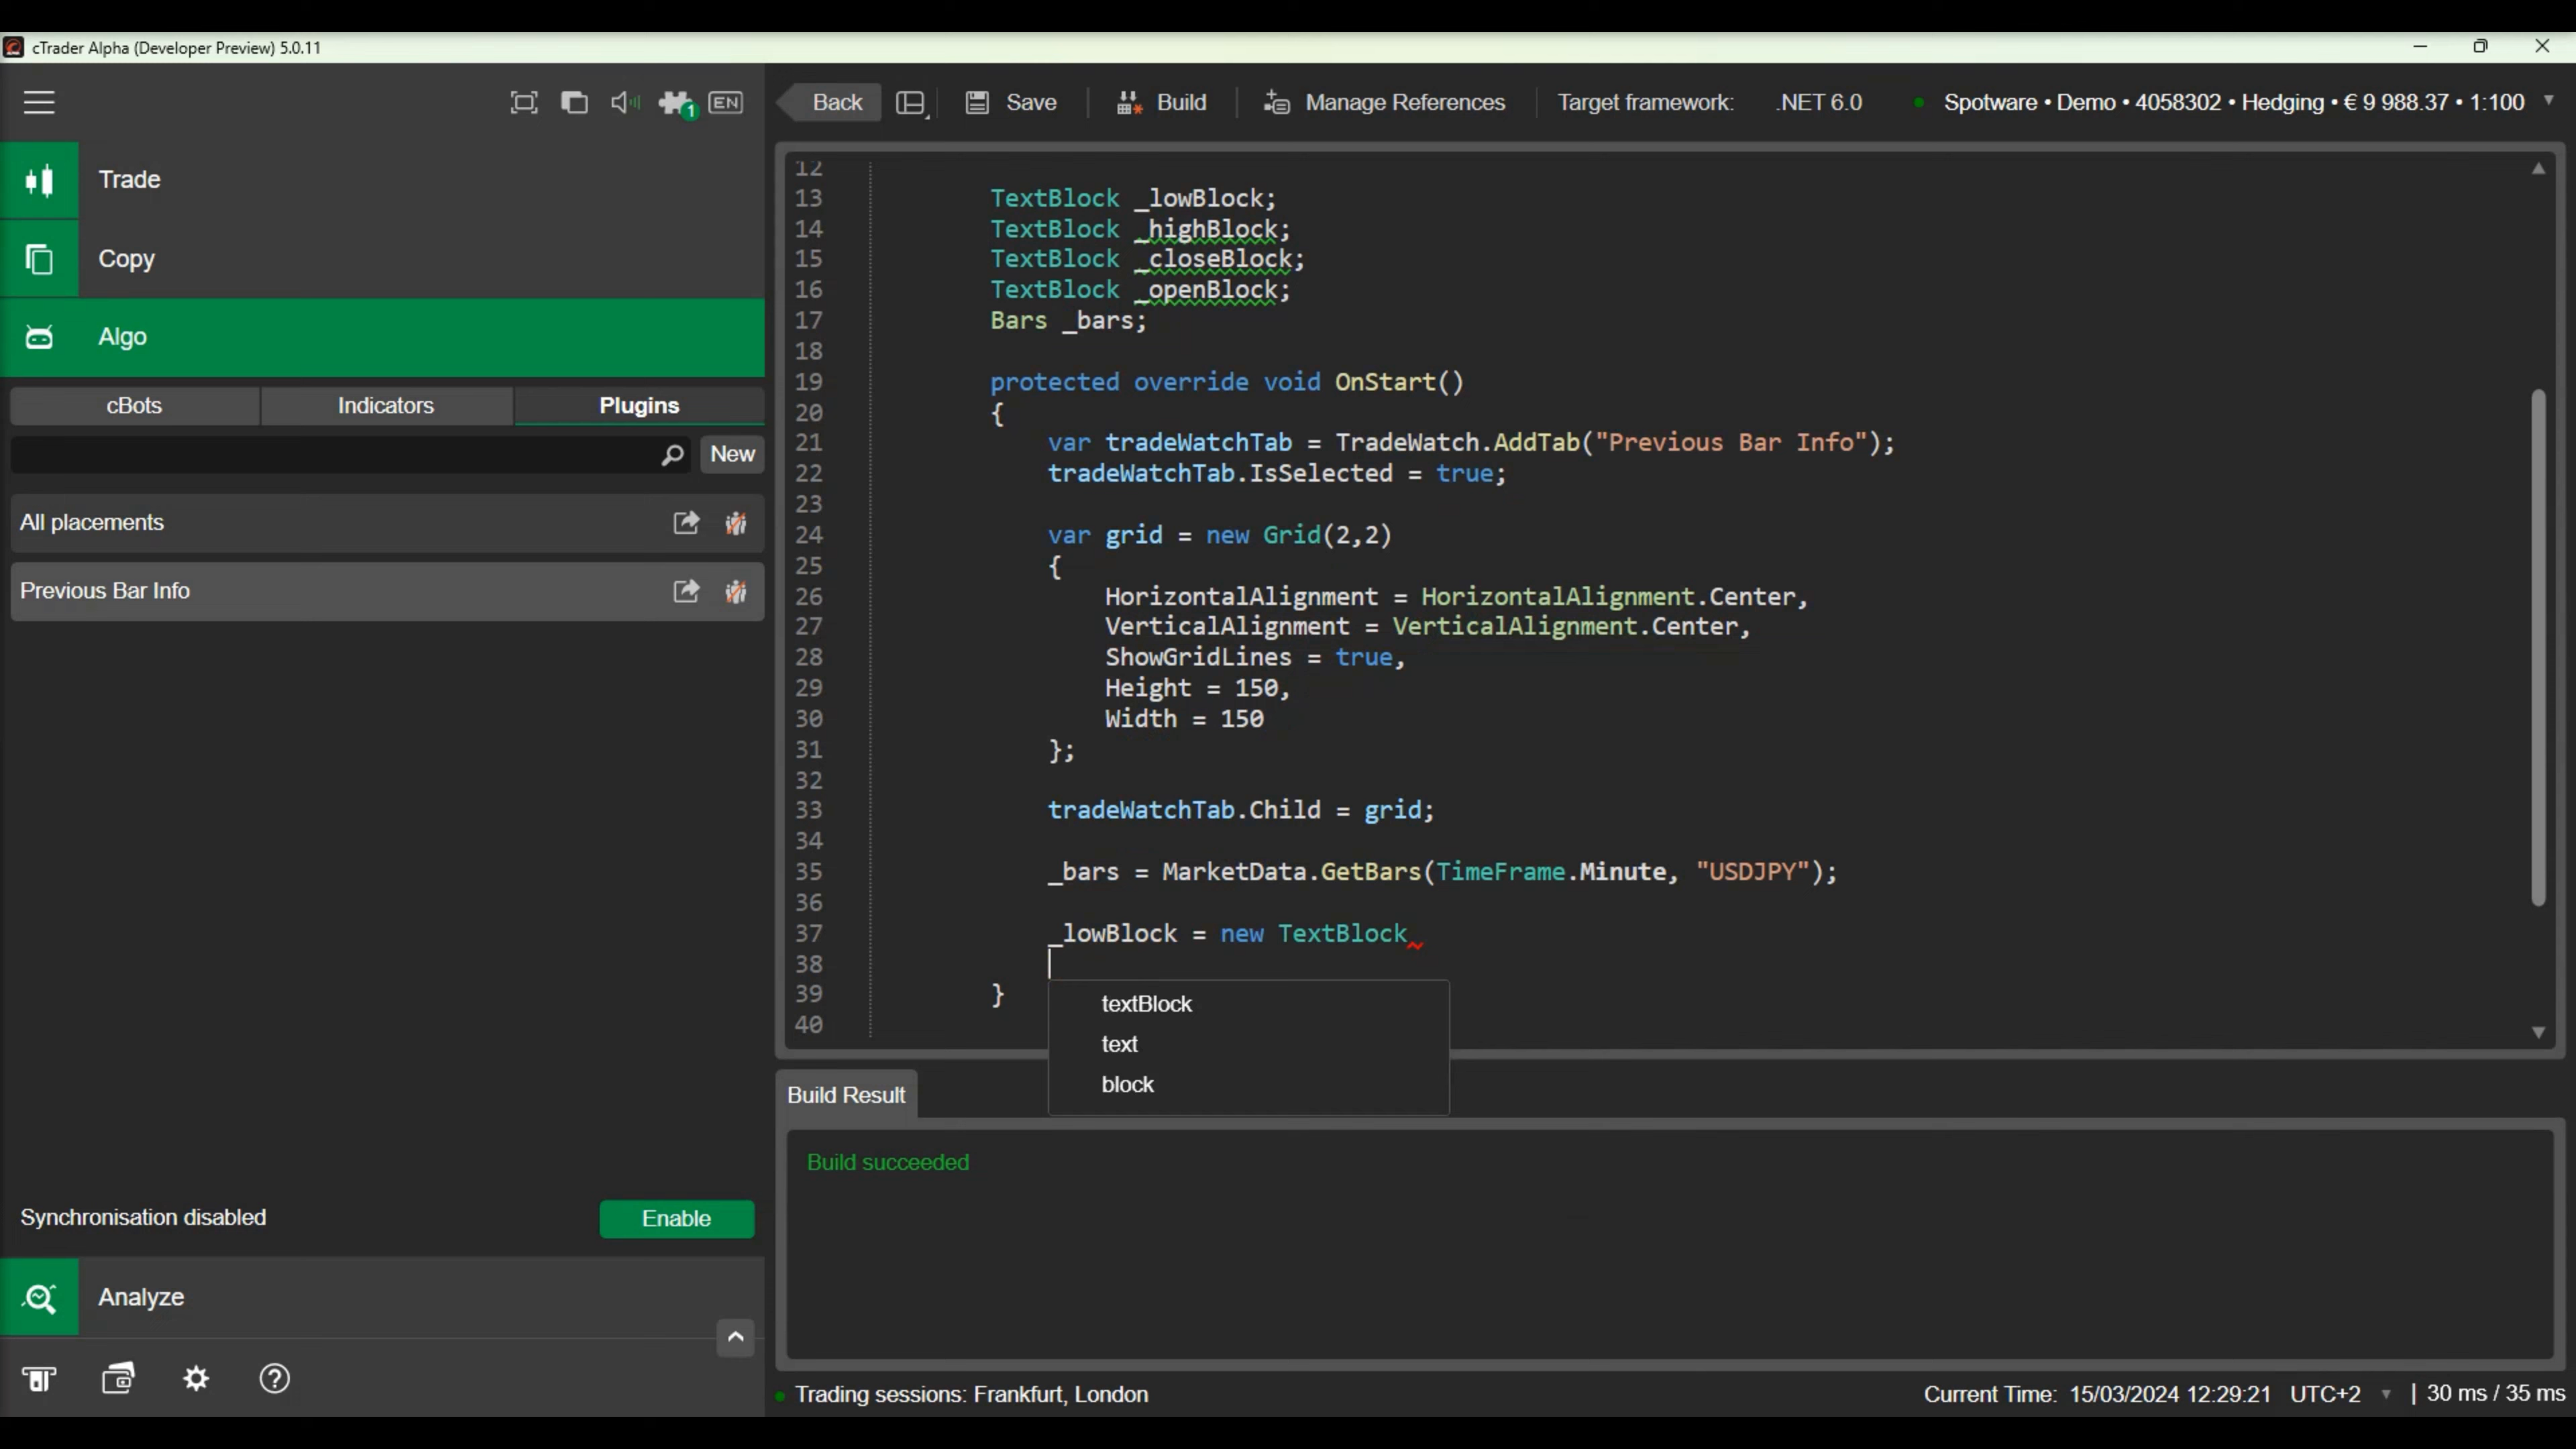 cTrader Alpha (Developer Preview) 5.0.11
1
EN
Back
Save
Build
Manage References
Target framework:
.NET 6.0
Spotware • Demo • 4058302 • Hedging • € 9 988.37 • 1:100
Trade
Copy
Algo
cBots
Indicators
Plugins
New
All placements
Previous Bar Info
Synchronisation disabled
Enable
Analyze
12
13 TextBlock _lowBlock;
14 TextBlock _highBlock;
15 TextBlock _closeBlock;
16 TextBlock _openBlock;
17 Bars _bars;
18
19 protected override void OnStart()
20 {
21 var tradeWatchTab = TradeWatch.AddTab("Previous Bar Info");
22 tradeWatchTab.IsSelected = true;
23
24 var grid = new Grid(2,2)
25 {
26 HorizontalAlignment = HorizontalAlignment.Center,
27 VerticalAlignment = VerticalAlignment.Center,
28 ShowGridLines = true,
29 Height = 150,
30 Width = 150
31 };
32
33 tradeWatchTab.Child = grid;
34
35 _bars = MarketData.GetBars(TimeFrame.Minute, "USDJPY");
36
37 _lowBlock = new TextBlock
38
39 }
40
textBlock
text
block
Build Result
Build succeeded
Trading sessions: Frankfurt, London
Current Time: 15/03/2024 12:29:21 UTC+2 | 30 ms / 35 ms